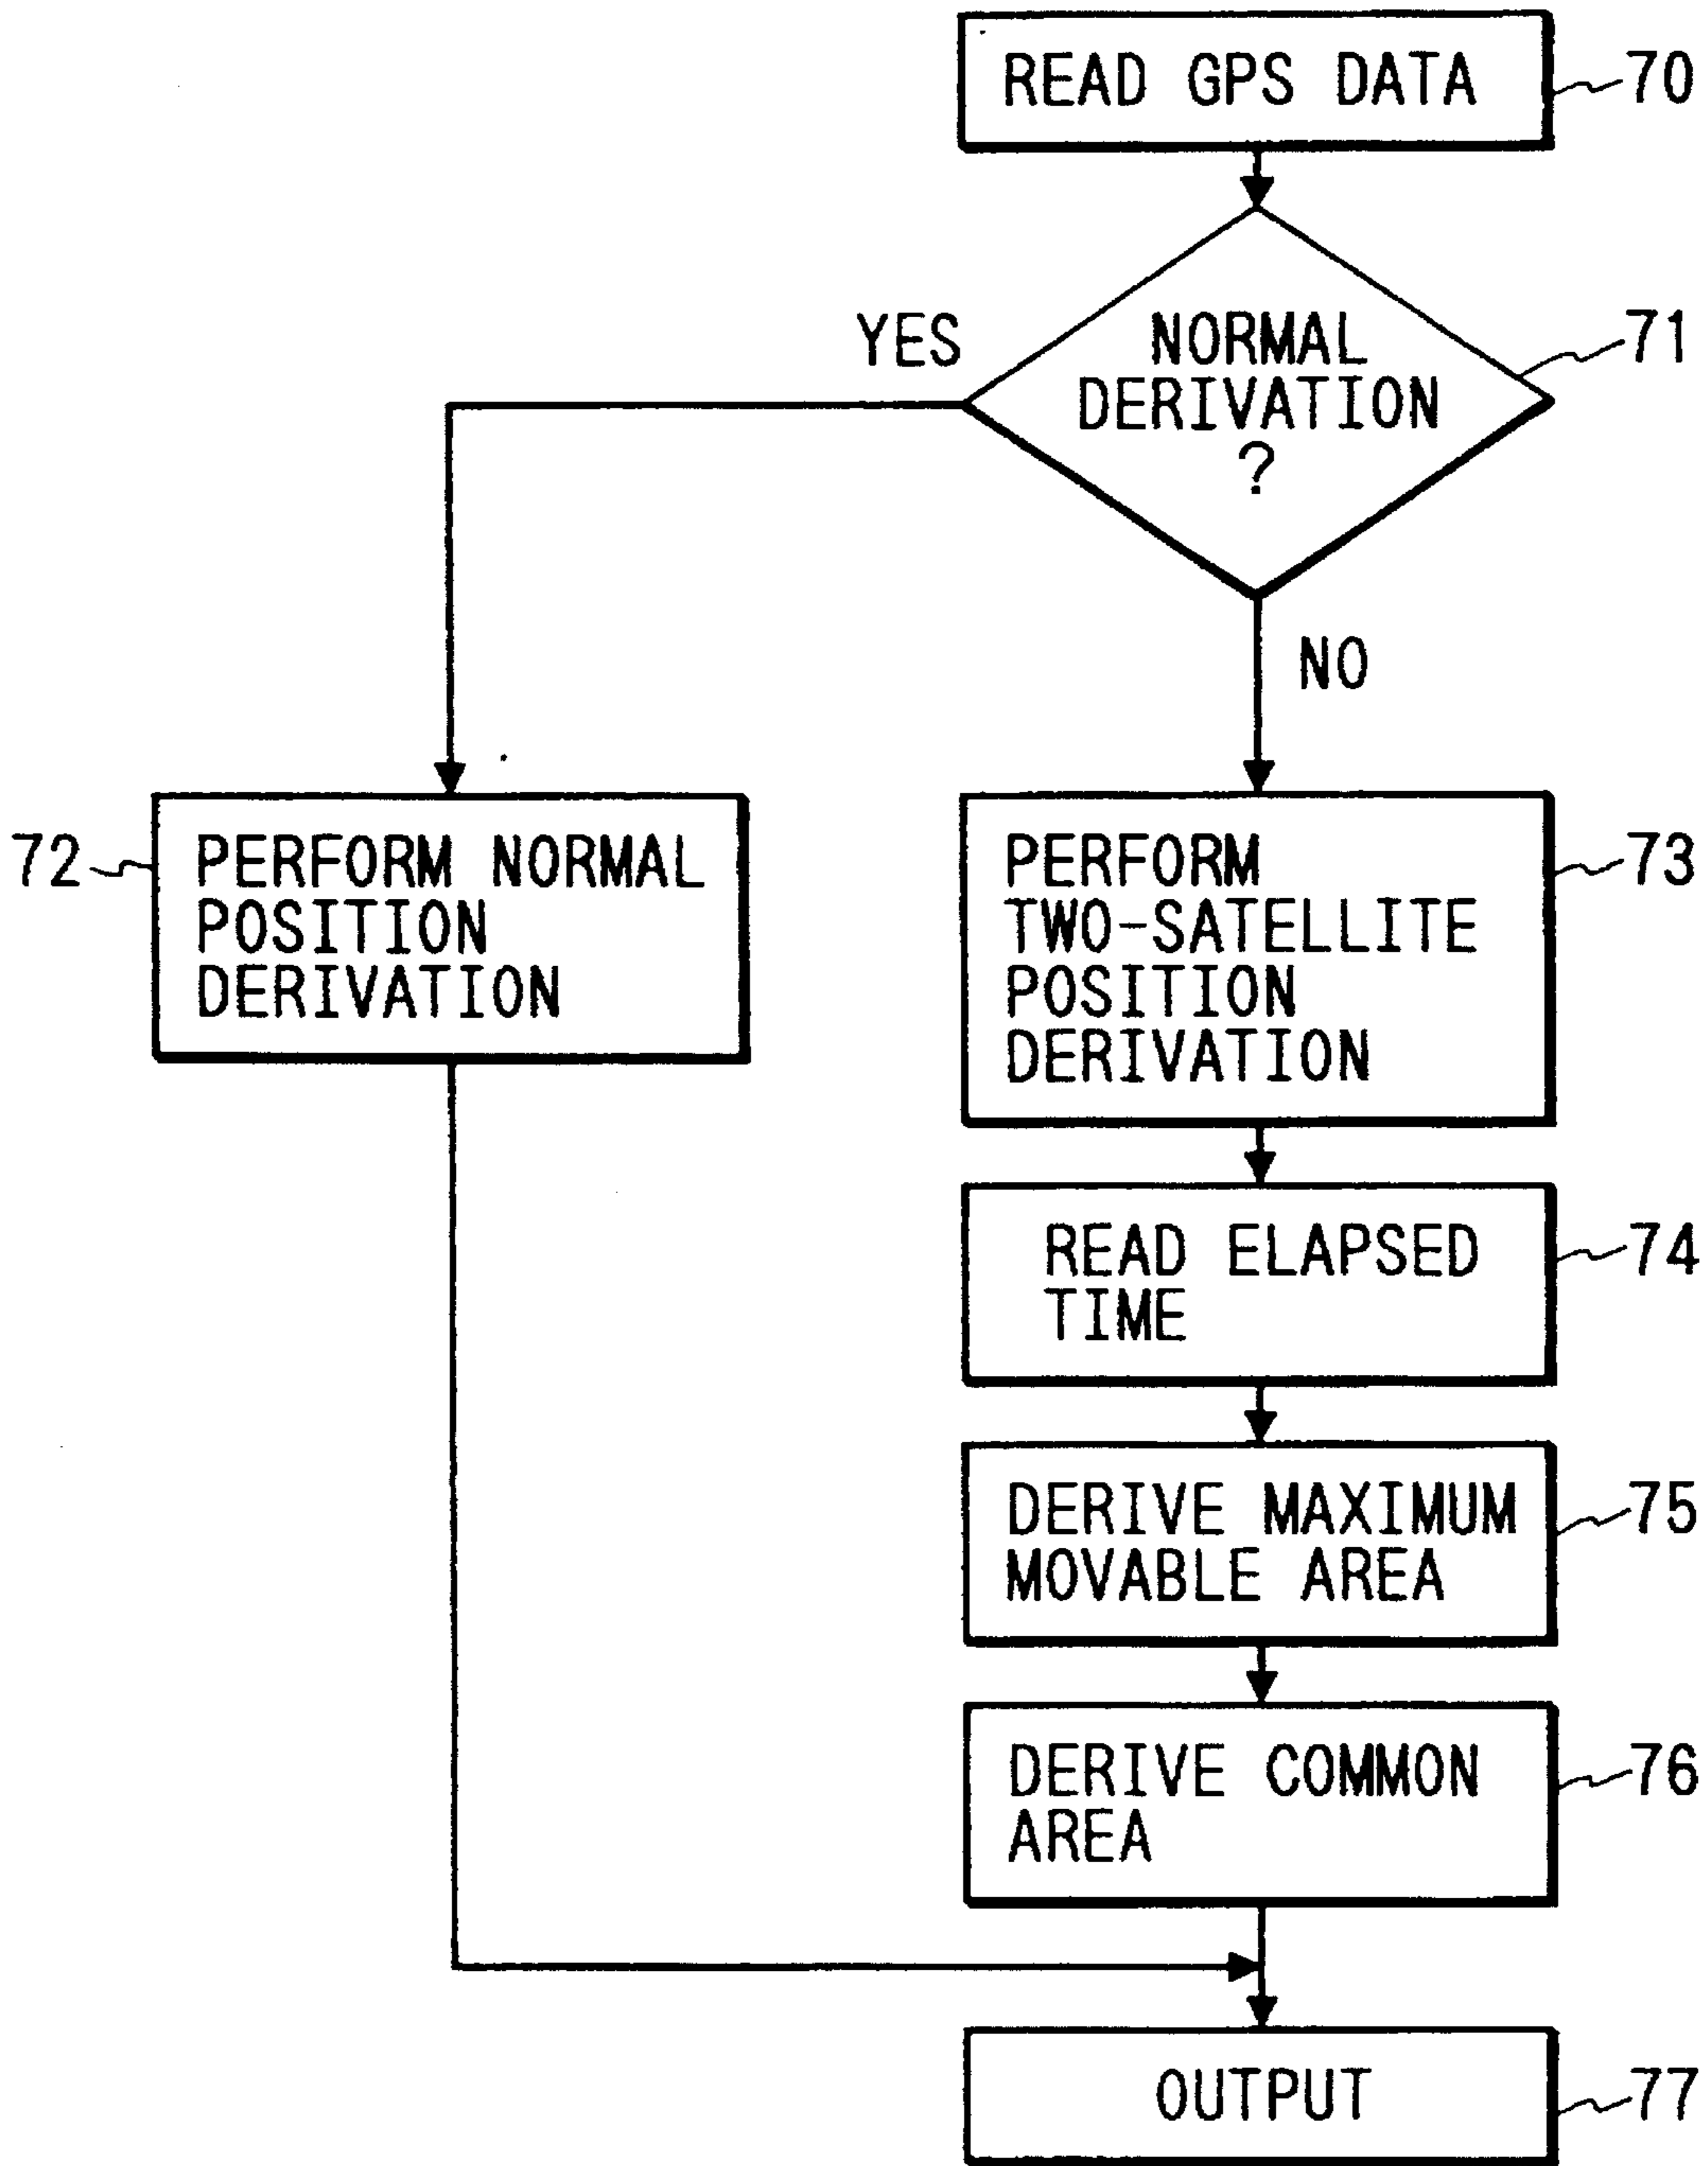 READ GPS DATA
70
NORMAL
DERIVATION
?
71
YES
NO
72
PERFORM NORMAL
POSITION
DERIVATION
PERFORM
TWO-SATELLITE
POSITION
DERIVATION
73
READ ELAPSED
TIME
74
DERIVE MAXIMUM
MOVABLE AREA
75
DERIVE COMMON
AREA
76
OUTPUT
77